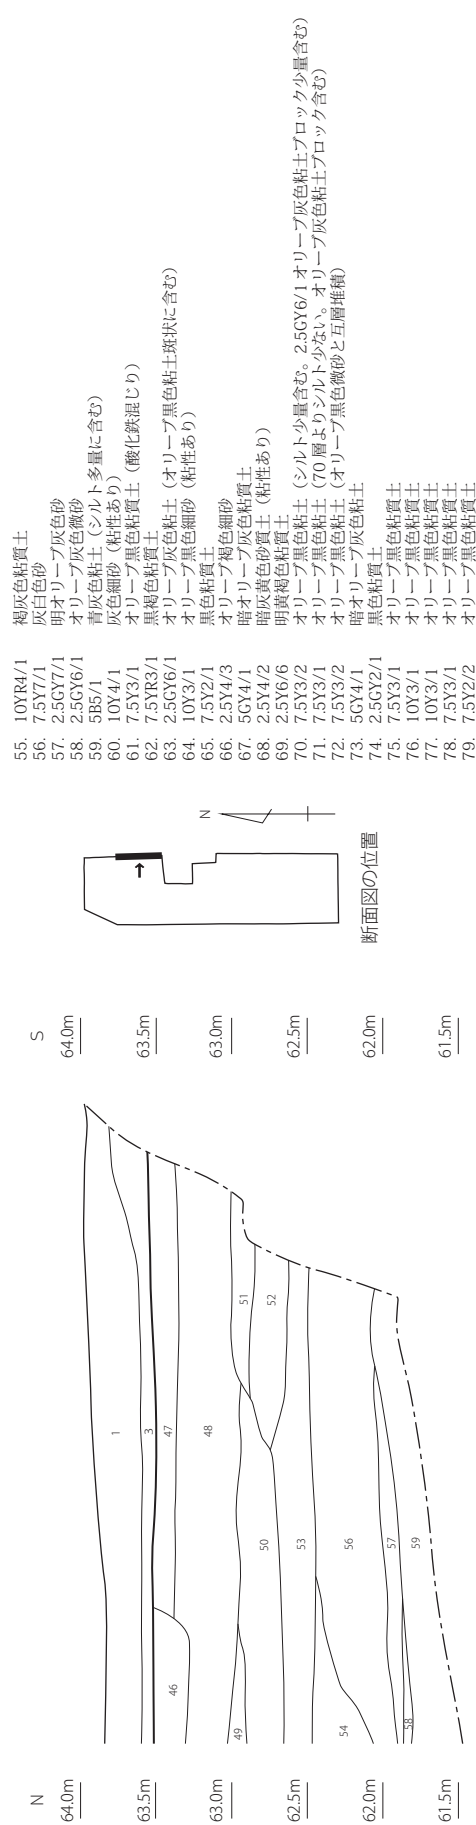 N
S
64.0m
64.0m
63.5m
63.5m
63.0m
63.0m
62.5m
62.5m
62.0m
62.0m
61.5m
61.5m
1
3
46
47
48
49
50
51
52
53
54
56
57
58
59
N
断面図の位置
55. 10YR4/1 褐灰色粘質土
56. 7.5Y7/1 灰白色砂
57. 2.5GY7/1 明オリーブ灰色砂
58. 2.5GY6/1 オリーブ灰色微砂
59. 5B5/1 青灰色粘土（シルト多量に含む）
60. 10Y4/1 灰色細砂（粘性あり）
61. 7.5Y3/1 オリーブ黒色粘質土（酸化鉄混じり）
62. 7.5YR3/1 黒褐色粘質土
63. 2.5GY6/1 オリーブ灰色粘土（オリーブ黒色粘土斑状に含む）
64. 10Y3/1 オリーブ黒色細砂（粘性あり）
65. 7.5Y2/1 黒色粘質土
66. 2.5Y4/3 オリーブ褐色細砂
67. 5GY4/1 暗オリーブ灰色粘質土
68. 2.5Y4/2 暗灰黄色砂質土（粘性あり）
69. 2.5Y6/6 明黄褐色粘質土
70. 7.5Y3/2 オリーブ黒色粘土（シルト少量含む。2.5GY6/1 オリーブ灰色粘土ブロック少量含む）
71. 7.5Y3/1 オリーブ黒色粘土（70 層よりシルト少ない。オリーブ灰色粘土ブロック含む）
72. 7.5Y3/2 オリーブ黒色粘土（オリーブ黒色微砂と互層堆積）
73. 5GY4/1 暗オリーブ灰色粘土
74. 2.5GY2/1 黒色粘質土
75. 7.5Y3/1 オリーブ黒色粘質土
76. 10Y3/1 オリーブ黒色粘質土
77. 10Y3/1 オリーブ黒色粘質土
78. 7.5Y3/1 オリーブ黒色粘質土
79. 7.5Y2/2 オリーブ黒色粘質土